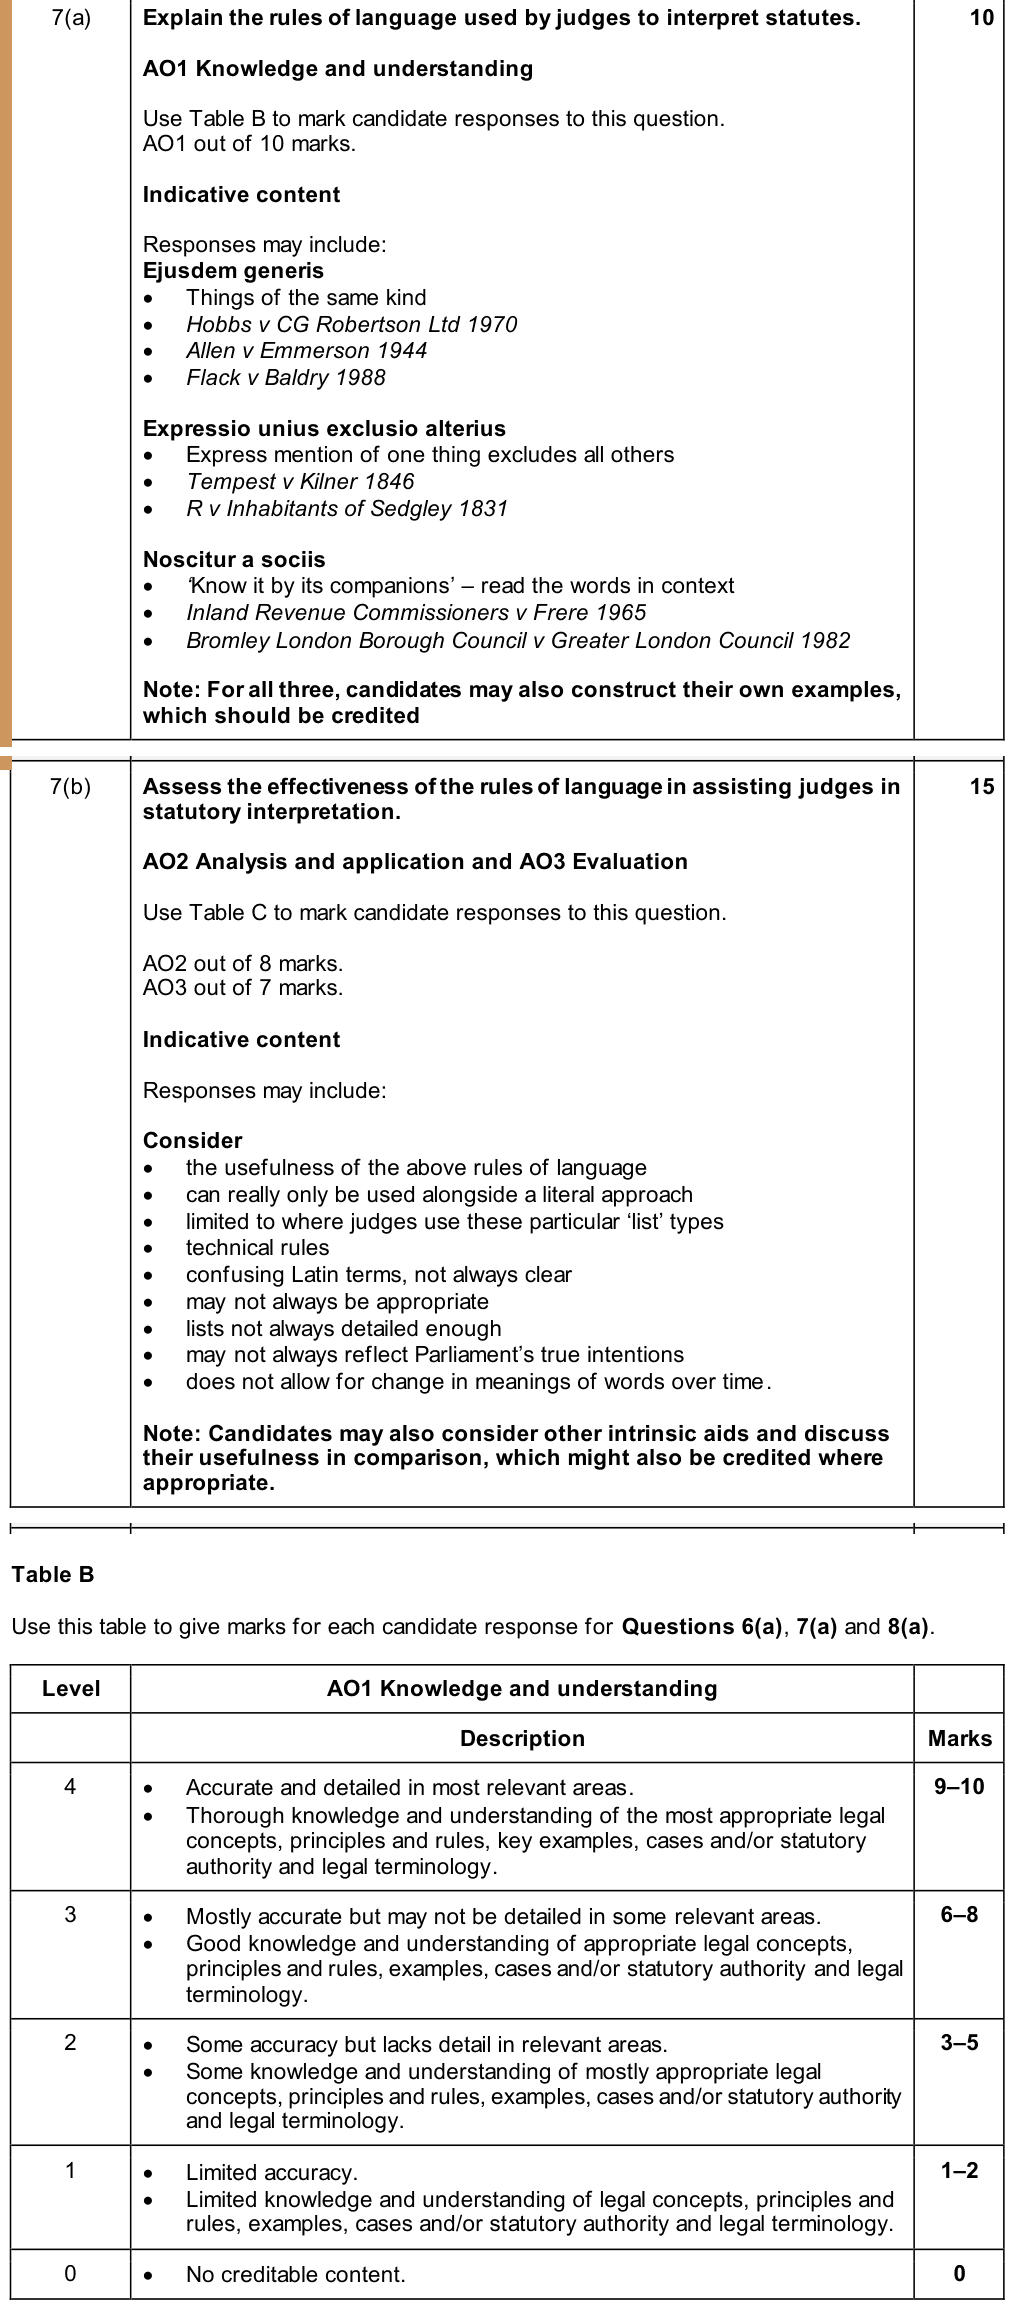 7(a) Explain the rules of language used by judges to interpret statutes. 10
AO1 Knowledge and understanding
Use Table B to mark candidate responses to this question.
AO1 out of 10 marks.
Indicative content
Responses may include:
Ejusdem generis
• Things of the same kind
• Hobbs v CG Robertson Ltd 1970
• Allen v Emmerson 1944
• Flack v Baldry 1988
Expressio unius exclusio alterius
• Express mention of one thing excludes all others
• Tempest v Kilner 1846
• R v Inhabitants of Sedgley 1831
Noscitur a sociis
• ‘Know it by its companions’ – read the words in context
• Inland Revenue Commissioners v Frere 1965
• Bromley London Borough Council v Greater London Council 1982
Note: For all three, candidates may also construct their own examples,
which should be credited
7(b) Assess the effectiveness of the rules of language in assisting judges in 15
statutory interpretation.
AO2 Analysis and application and AO3 Evaluation
Use Table C to mark candidate responses to this question.
AO2 out of 8 marks.
AO3 out of 7 marks.
Indicative content
Responses may include:
Consider
• the usefulness of the above rules of language
• can really only be used alongside a literal approach
• limited to where judges use these particular ‘list’ types
• technical rules
• confusing Latin terms, not always clear
• may not always be appropriate
• lists not always detailed enough
• may not always reflect Parliament’s true intentions
• does not allow for change in meanings of words over time.
Note: Candidates may also consider other intrinsic aids and discuss
their usefulness in comparison, which might also be credited where
appropriate.
Table B
Use this table to give marks for each candidate response for Questions 6(a), 7(a) and 8(a).
Level AO1 Knowledge and understanding
Description Marks
4 • Accurate and detailed in most relevant areas. 9–10
• Thorough knowledge and understanding of the most appropriate legal
concepts, principles and rules, key examples, cases and/or statutory
authority and legal terminology.
3 • Mostly accurate but may not be detailed in some relevant areas. 6–8
• Good knowledge and understanding of appropriate legal concepts,
principles and rules, examples, cases and/or statutory authority and legal
terminology.
2 • Some accuracy but lacks detail in relevant areas. 3–5
• Some knowledge and understanding of mostly appropriate legal
concepts, principles and rules, examples, cases and/or statutory authority
and legal terminology.
1 • Limited accuracy. 1–2
• Limited knowledge and understanding of legal concepts, principles and
rules, examples, cases and/or statutory authority and legal terminology.
0 • No creditable content. 0